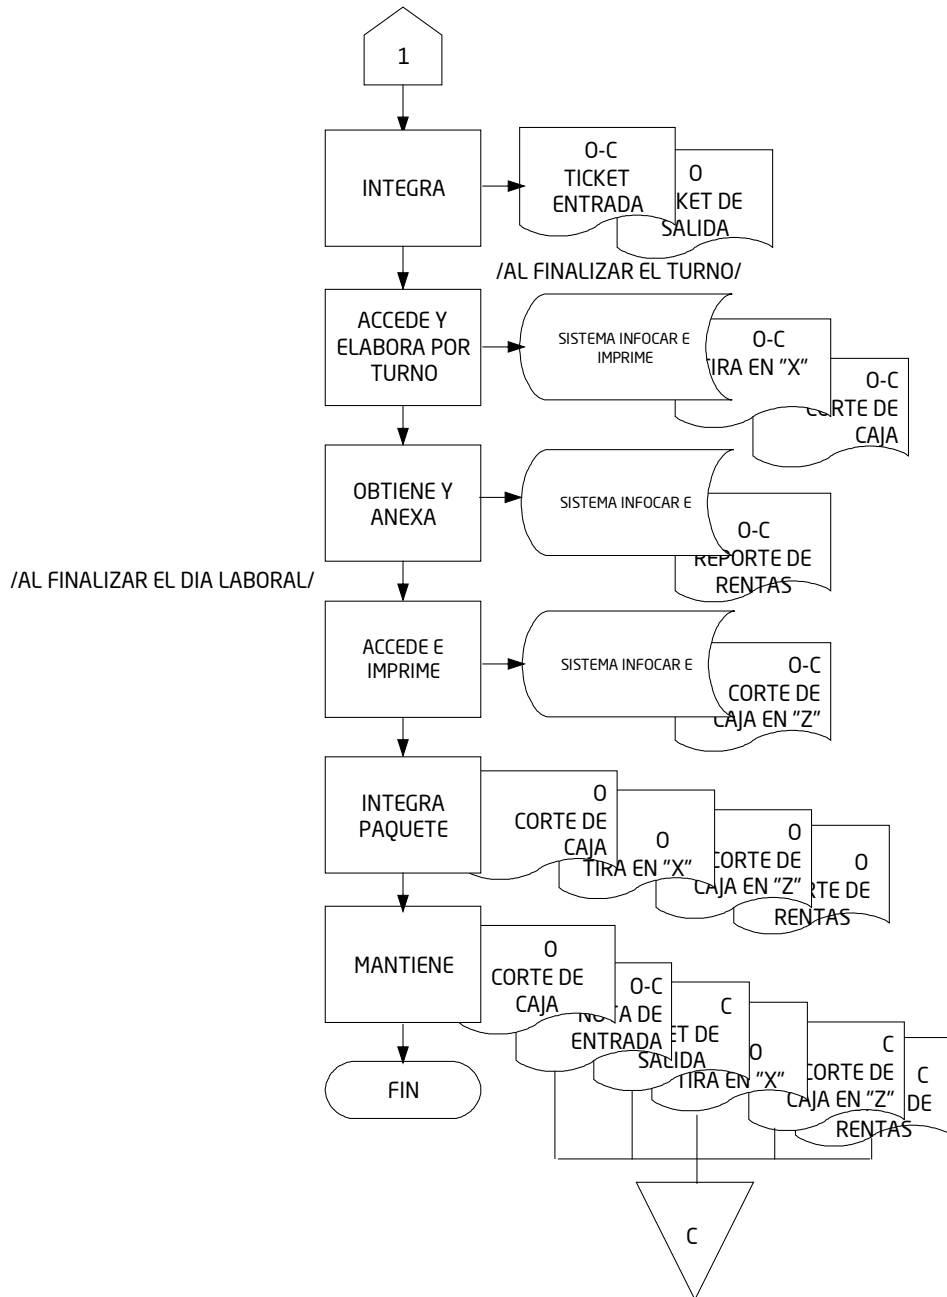 1
INTEGRA
O-C
TICKET
ENTRADA
O
KET DE
SALIDA
/AL FINALIZAR EL TURNO/
ACCEDE Y
ELABORA POR
TURNO
SISTEMA INFOCAR E
IMPRIME
O-C
TIRA EN "X"
O-C
CORTE DE
CAJA
OBTIENE Y
ANEXA
SISTEMA INFOCAR E
O-C
REPORTE DE
RENTAS
/AL FINALIZAR EL DIA LABORAL/
ACCEDE E
IMPRIME
SISTEMA INFOCAR E
O-C
CORTE DE
CAJA EN "Z"
INTEGRA
PAQUETE
O
CORTE DE
CAJA
O
TIRA EN "X"
O
CORTE DE
CAJA EN "Z"
O
RTE DE
RENTAS
MANTIENE
O
CORTE DE
CAJA
O-C
NOTA DE
ENTRADA
C
ET DE
SALIDA
O
TIRA EN "X"
C
CORTE DE
CAJA EN "Z"
C
DE
RENTAS
FIN
C